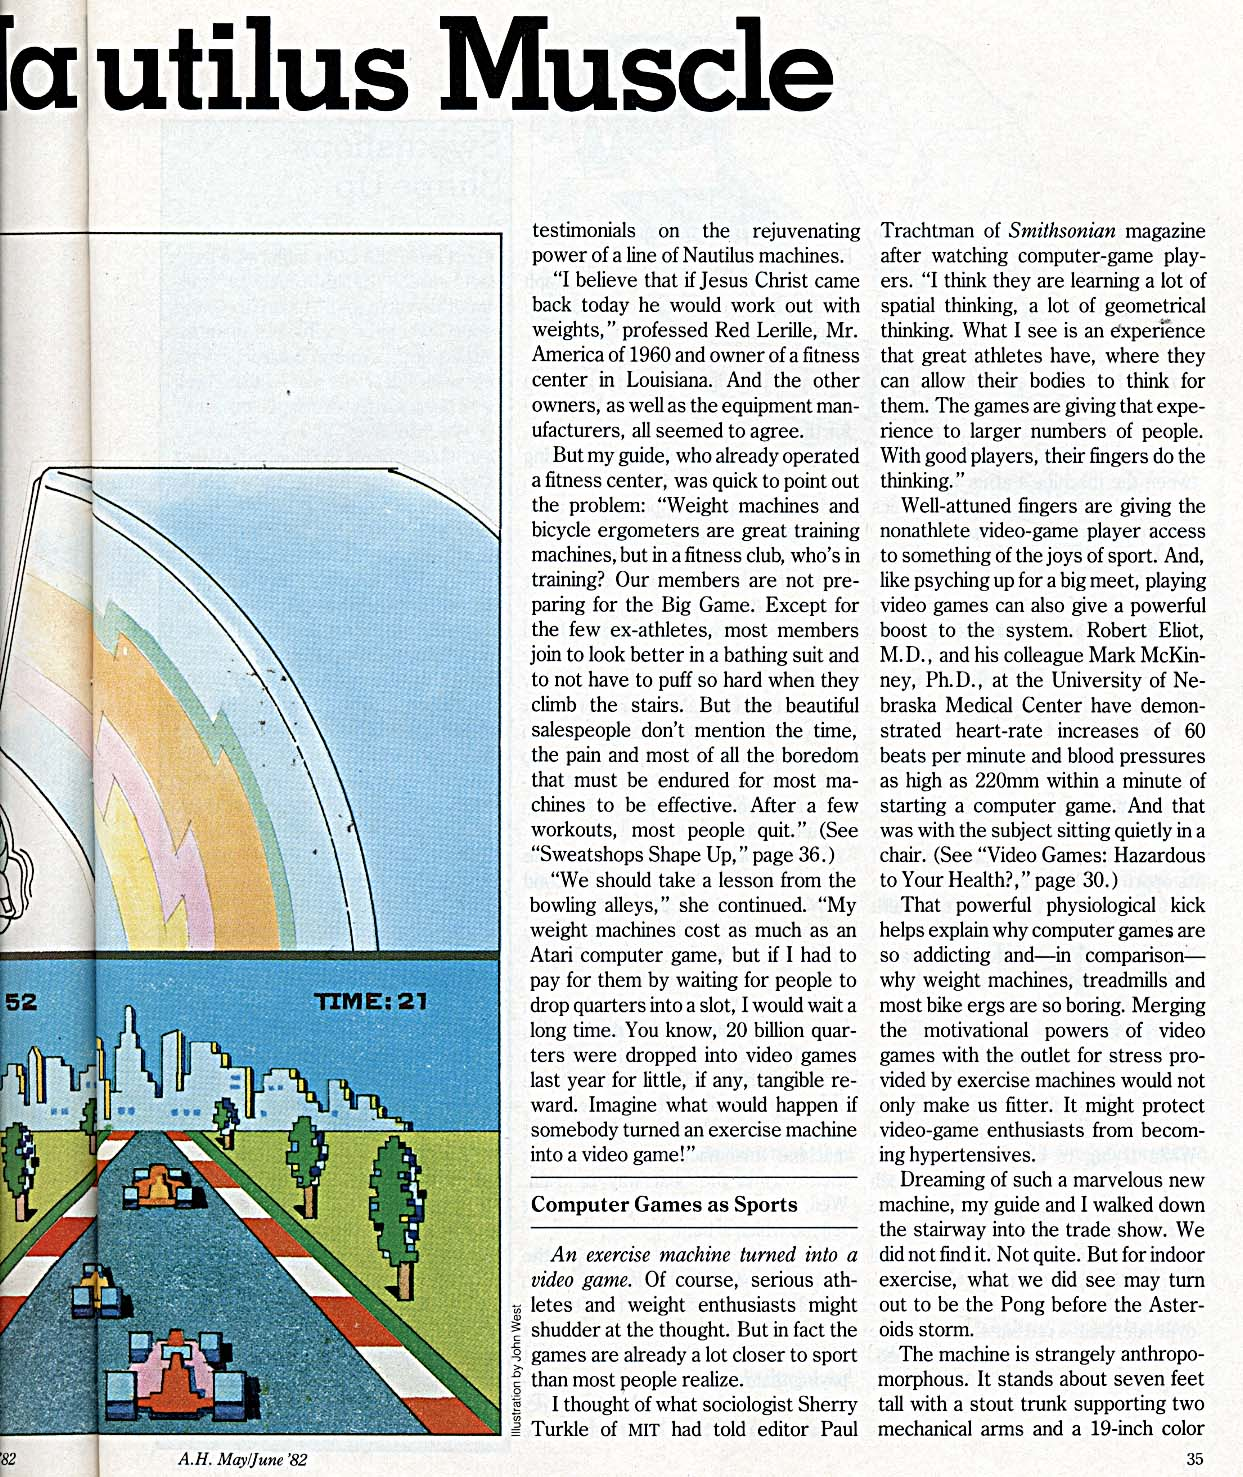 Nautilus Muscle
52
TIME: 21
Illustration by John West
testimonials on the rejuvenating
power of a line of Nautilus machines.
"I believe that if Jesus Christ came
back today he would work out with
weights," professed Red Lerille, Mr.
America of 1960 and owner of a fitness
center in Louisiana. And the other
owners, as well as the equipment man-
ufacturers, all seemed to agree.
But my guide, who already operated
a fitness center, was quick to point out
the problem: "Weight machines and
bicycle ergometers are great training
machines, but in a fitness club, who's in
training? Our members are not pre-
paring for the Big Game. Except for
the few ex-athletes, most members
join to look better in a bathing suit and
to not have to puff so hard when they
climb the stairs. But the beautiful
salespeople don't mention the time,
the pain and most of all the boredom
that must be endured for most ma-
chines to be effective. After a few
workouts, most people quit." (See
"Sweatshops Shape Up," page 36.)
"We should take a lesson from the
bowling alleys," she continued. "My
weight machines cost as much as an
Atari computer game, but if I had to
pay for them by waiting for people to
drop quarters into a slot, I would wait a
long time. You know, 20 billion quar-
ters were dropped into video games
last year for little, if any, tangible re-
ward. Imagine what would happen if
somebody turned an exercise machine
into a video game!"
Computer Games as Sports
An exercise machine turned into a
video game. Of course, serious ath-
letes and weight enthusiasts might
shudder at the thought. But in fact the
games are already a lot closer to sport
than most people realize.
I thought of what sociologist Sherry
Turkle of MIT had told editor Paul
Trachtman of Smithsonian magazine
after watching computer-game play-
ers. "I think they are learning a lot of
spatial thinking, a lot of geometrical
thinking. What I see is an experience
that great athletes have, where they
can allow their bodies to think for
them. The games are giving that expe-
rience to larger numbers of people.
With good players, their fingers do the
thinking."
Well-attuned fingers are giving the
nonathlete video-game player access
to something of the joys of sport. And,
like psyching up for a big meet, playing
video games can also give a powerful
boost to the system. Robert Eliot,
M.D., and his colleague Mark McKin-
ney, Ph.D., at the University of Ne-
braska Medical Center have demon-
strated heart-rate increases of 60
beats per minute and blood pressures
as high as 220mm within a minute of
starting a computer game. And that
was with the subject sitting quietly in a
chair. (See "Video Games: Hazardous
to Your Health?," page 30.)
That powerful physiological kick
helps explain why computer games are
so addicting and—in comparison—
why weight machines, treadmills and
most bike ergs are so boring. Merging
the motivational powers of video
games with the outlet for stress pro-
vided by exercise machines would not
only make us fitter. It might protect
video-game enthusiasts from becom-
ing hypertensives.
Dreaming of such a marvelous new
machine, my guide and I walked down
the stairway into the trade show. We
did not find it. Not quite. But for indoor
exercise, what we did see may turn
out to be the Pong before the Aster-
oids storm.
The machine is strangely anthropo-
morphous. It stands about seven feet
tall with a stout trunk supporting two
mechanical arms and a 19-inch color
'82
A.H. May/June '82
35